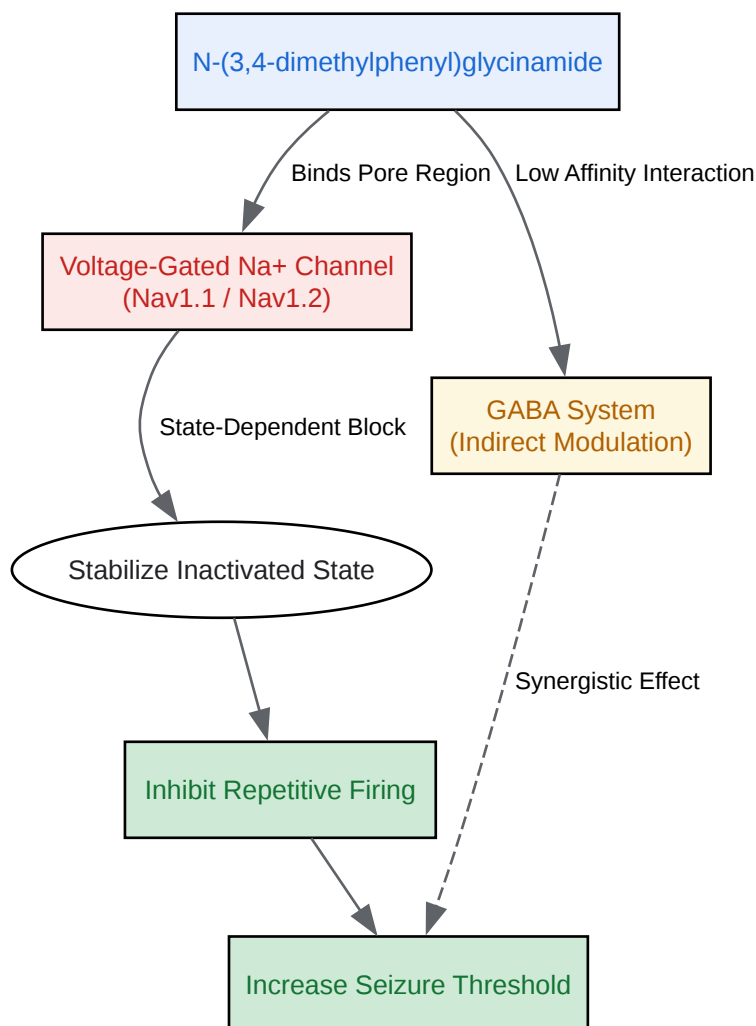 N-(3,4-dimethylphenyl)glycinamide
Binds Pore Region
Low Affinity Interaction
Voltage-Gated Na+ Channel
(Nav1.1 / Nav1.2)
GABA System
(Indirect Modulation)
State-Dependent Block
Stabilize Inactivated State
Synergistic Effect
Inhibit Repetitive Firing
Increase Seizure Threshold